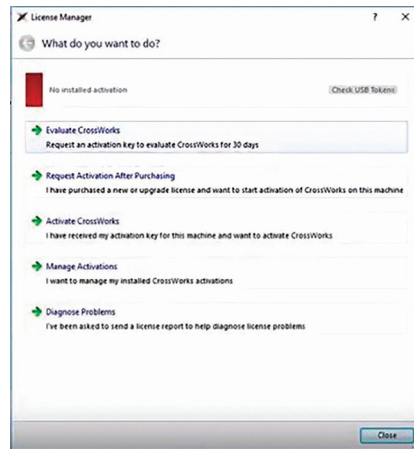 License Manager
?
X
What do you want to do?
No installed activation
Check USB Tokens
Evaluate CrossWorks
Request an activation key to evaluate CrossWorks for 30 days
Request Activation After Purchasing
I have purchased a new or upgrade license and want to start activation of CrossWorks on this machine
Activate CrossWorks
I have received my activation key for this machine and want to activate CrossWorks
Manage Activations
I want to manage my installed CrossWorks activations
Diagnose Problems
I've been asked to send a license report to help diagnose license problems
Close